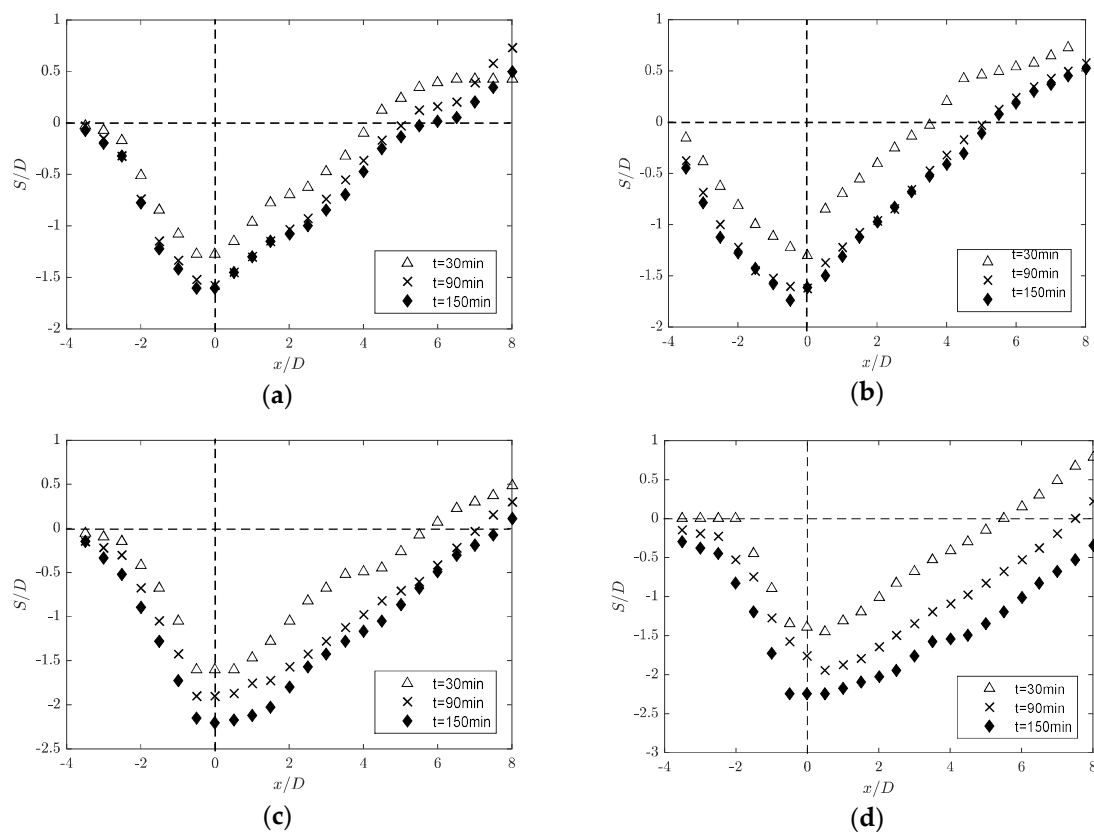 1
0.5
0
-0.5
-1
-1.5
-2
S/D
-4 -2 0 2 4 6 8
x/D
t=30min
t=90min
t=150min
(a)
1
0.5
0
-0.5
-1
-1.5
-2
S/D
-4 -2 0 2 4 6 8
x/D
t=30min
t=90min
t=150min
(b)
1
0.5
0
-0.5
-1
-1.5
-2
-2.5
S/D
-4 -2 0 2 4 6 8
x/D
t=30min
t=90min
t=150min
(c)
1
0.5
0
-0.5
-1
-1.5
-2
-2.5
-3
S/D
-4 -2 0 2 4 6 8
x/D
t=30min
t=90min
t=150min
(d)